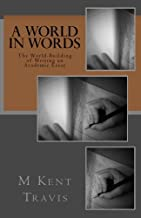 A WORLD
IN WORDS
The World-Building
of Writing an
Academic Essay
M Kent
Travis